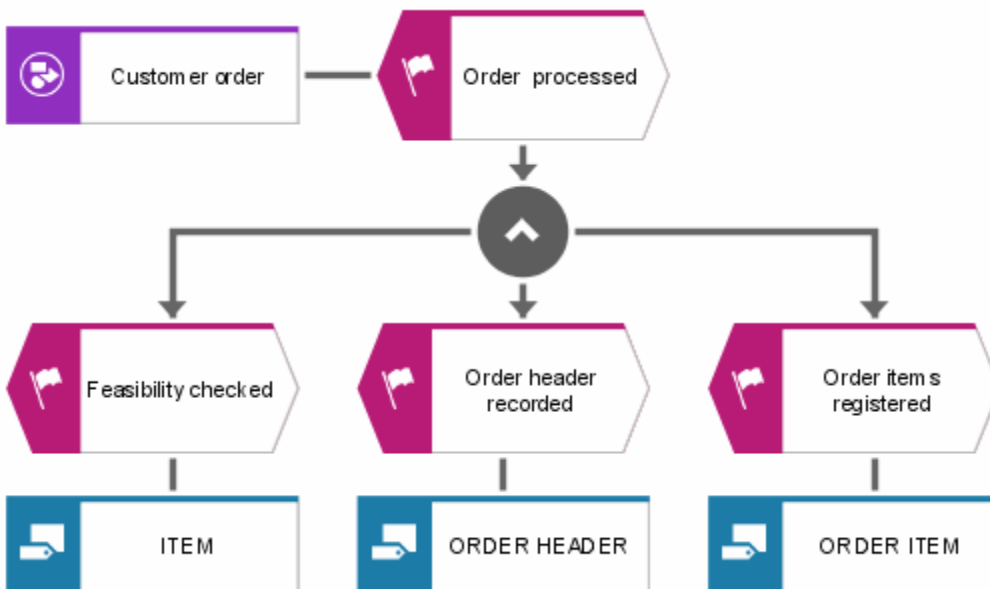 Customer order
Order processed
Feasibility checked
Order header
recorded
Order items
registered
ITEM
ORDER HEADER
ORDER ITEM